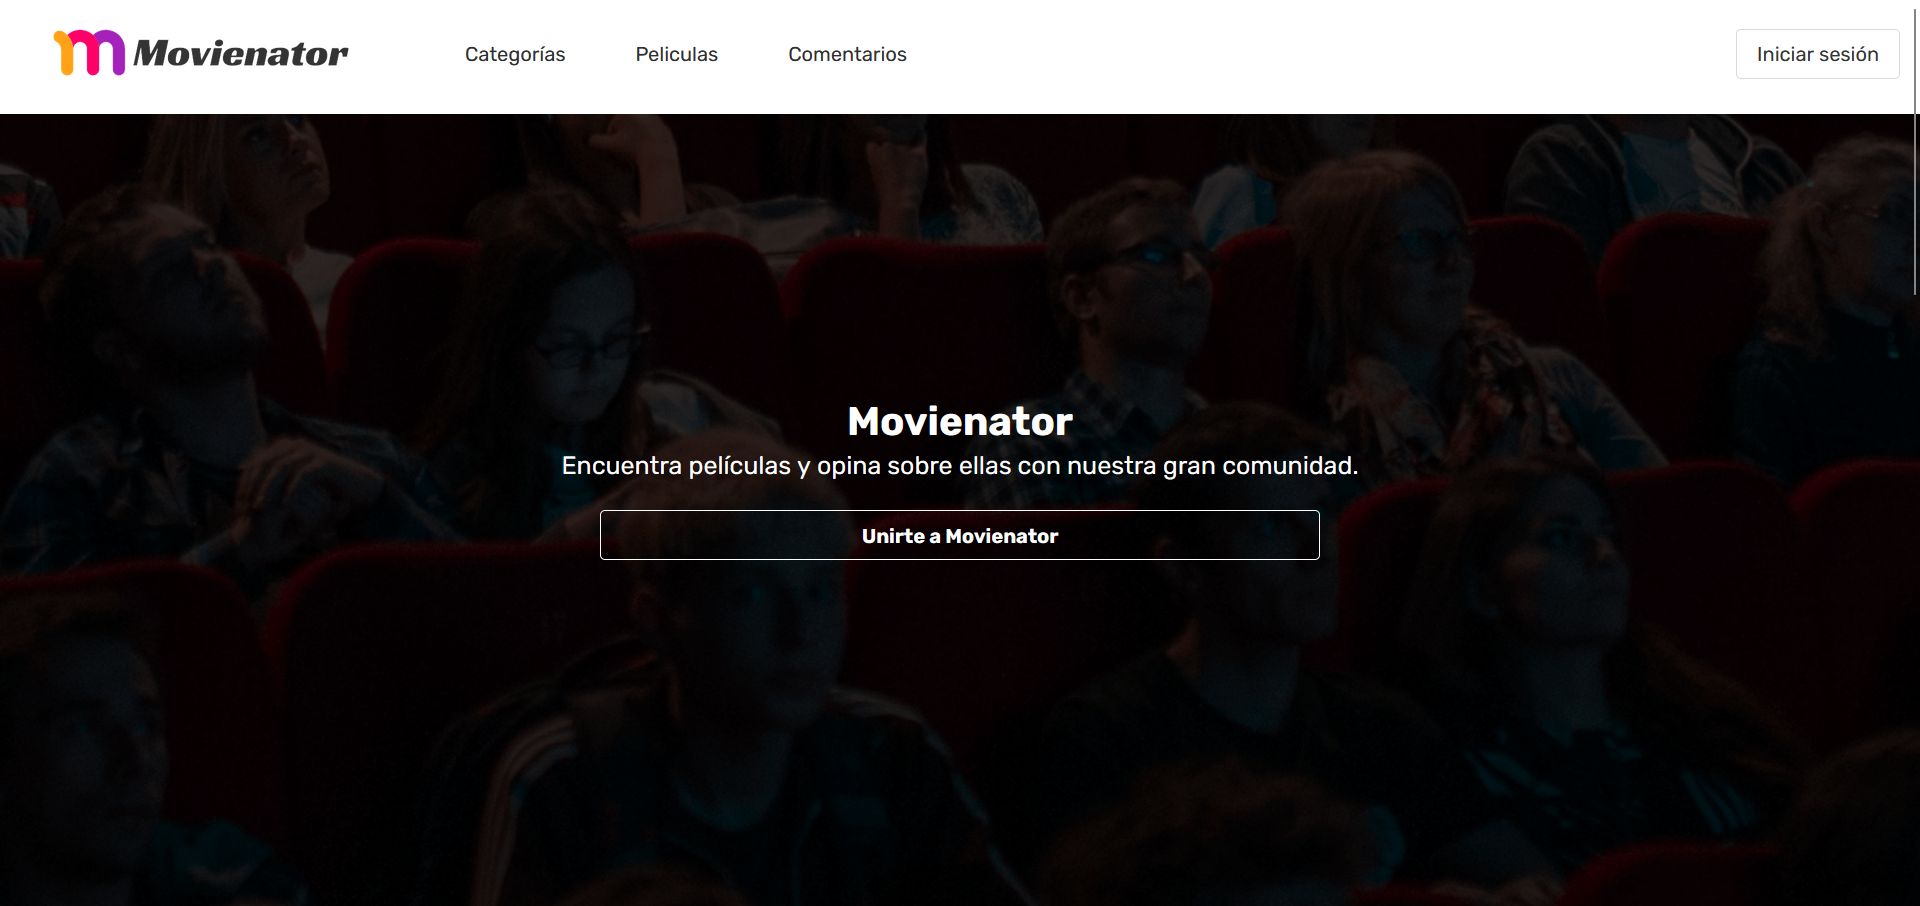 Movienator
Categorías
Peliculas
Comentarios
Iniciar sesión
Movienator
Encuentra películas y opina sobre ellas con nuestra gran comunidad.
Unirte a Movienator